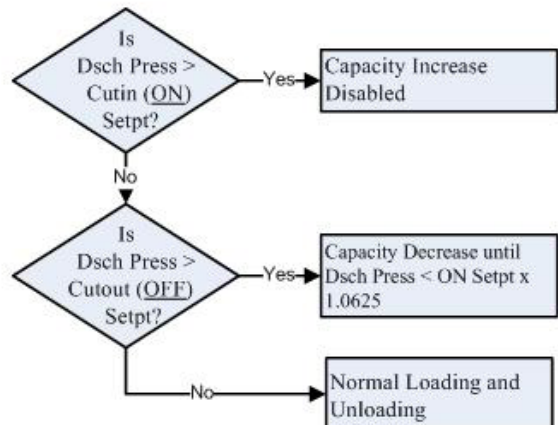 Is
Dsch Press >
Cutin (ON)
Setpt?
Yes
Capacity Increase
Disabled
No
Is
Dsch Press >
Cutout (OFF)
Setpt?
Yes
Capacity Decrease until
Dsch Press < ON Setpt x
1.0625
No
Normal Loading and
Unloading